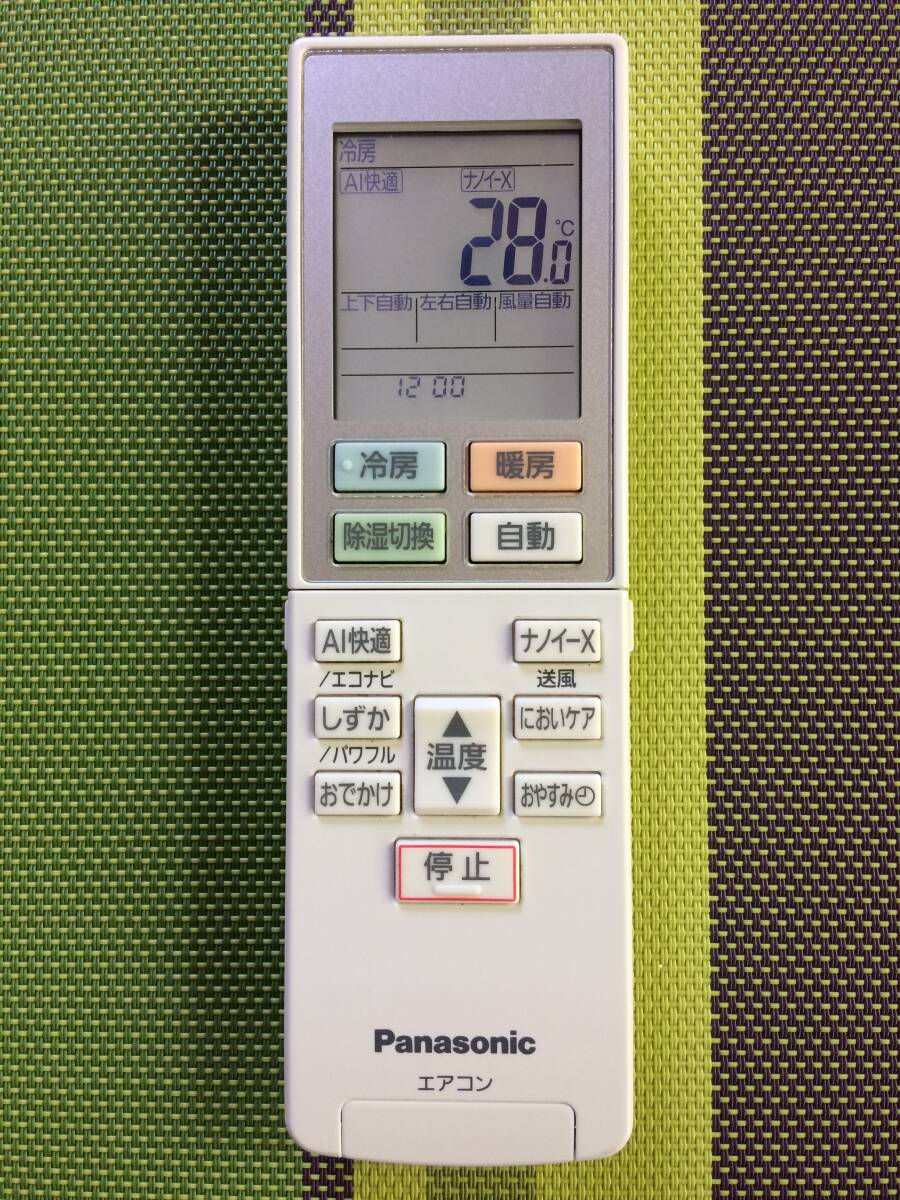 冷房
AI快適 ナノイーX
28.0 ℃
上下自動 左右自動 風量自動
12 00
冷房 暖房
除湿切換 自動
AI快適 ナノイーX
/エコナビ 送風
しずか 温度 においケア
/パワフル
おでかけ おやすみ
停止
Panasonic
エアコン